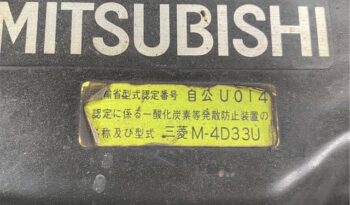 MITSUBISHI
省型式認定番号 自公U014
認定に係る一酸化炭素等発散防止装置の
名称及び型式 三菱M-4D33U